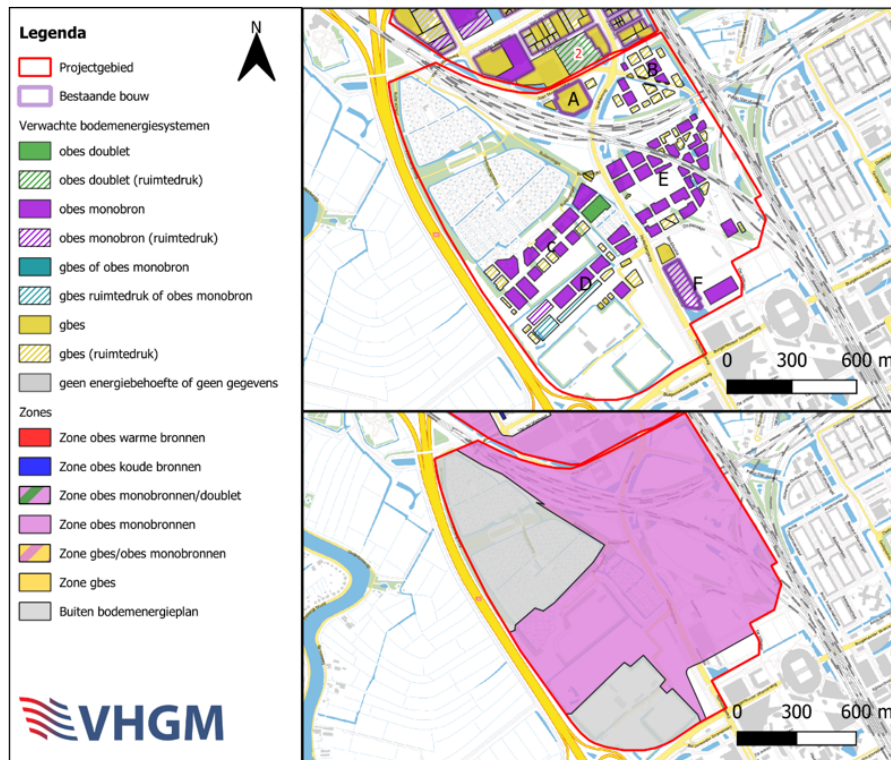 Legenda
N
Projectgebied
Bestaande bouw
Verwachte bodemenergiesystemen
obes doublet
obes doublet (ruimtedruk)
obes monobron
obes monobron (ruimtedruk)
gbes of obes monobron
gbes ruimtedruk of obes monobron
gbes
gbes (ruimtedruk)
geen energiebehoefte of geen gegevens
Zones
Zone obes warme bronnen
Zone obes koude bronnen
Zone obes monobronnen/doublet
Zone obes monobronnen
Zone gbes/obes monobronnen
Zone gbes
Buiten bodemenergieplan
VHGM
2
A
B
E
C
D
F
0 300 600 m
0 300 600 m